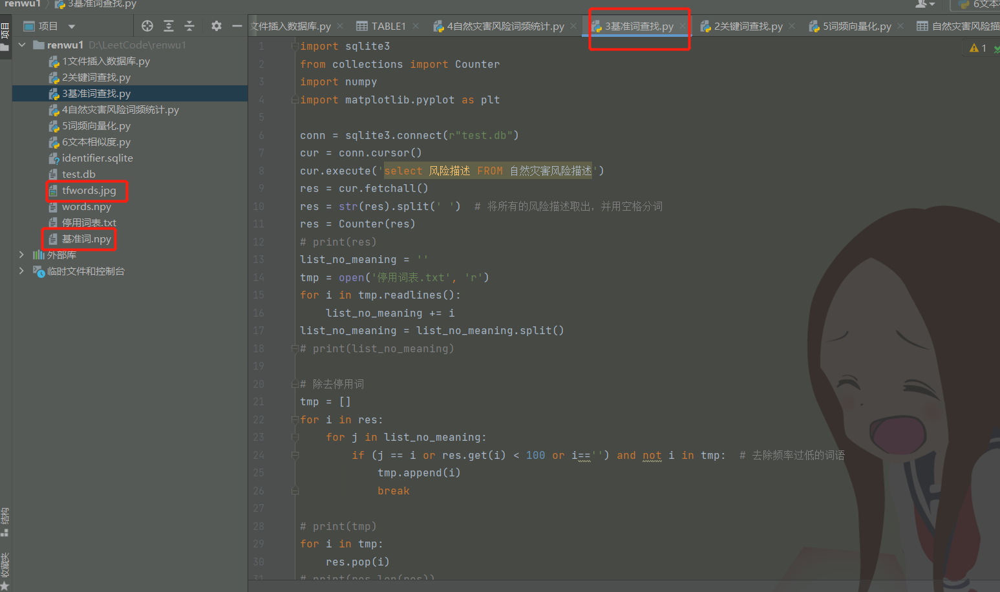 renwu1 〉 3基准词查找.py
6文本
项目
项目
文件插入数据库.py
TABLE1
4自然灾害风险词频统计.py
3基准词查找.py
2关键词查找.py
5词频向量化.py
自然灾害风险描
renwu1 D:\LeetCode\renwu1
1文件插入数据库.py
2关键词查找.py
3基准词查找.py
4自然灾害风险词频统计.py
5词频向量化.py
6文本相似度.py
identifier.sqlite
test.db
tfwords.jpg
words.npy
停用词表.txt
基准词.npy
外部库
临时文件和控制台
结构
收藏夹
1
1 import sqlite3
2 from collections import Counter
3 import numpy
4 import matplotlib.pyplot as plt
5
6 conn = sqlite3.connect(r"test.db")
7 cur = conn.cursor()
8 cur.execute('select 风险描述 FROM 自然灾害风险描述')
9 res = cur.fetchall()
10 res = str(res).split(' ')  # 将所有的风险描述取出，并用空格分词
11 res = Counter(res)
12 # print(res)
13 list_no_meaning = ''
14 tmp = open('停用词表.txt', 'r')
15 for i in tmp.readlines():
16     list_no_meaning += i
17 list_no_meaning = list_no_meaning.split()
18 # print(list_no_meaning)
19
20 # 除去停用词
21 tmp = []
22 for i in res:
23     for j in list_no_meaning:
24         if (j == i or res.get(i) < 100 or i=='') and not i in tmp:  # 去除频率过低的词语
25             tmp.append(i)
26             break
27
28 # print(tmp)
29 for i in tmp:
30     res.pop(i)
31 # print(res,len(res))